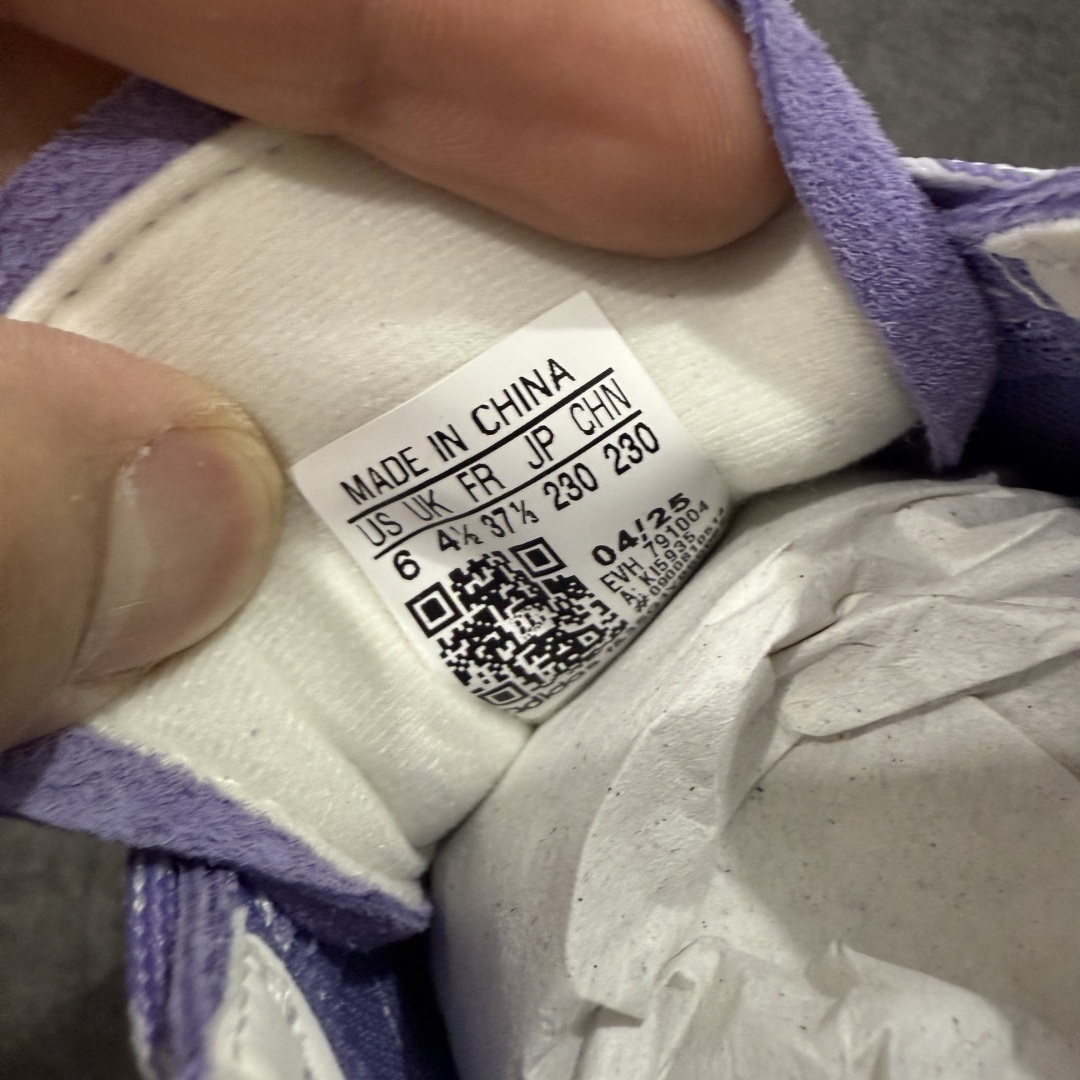 MADE IN CHINA
US UK FR JP CHN
6 4½ 37⅓ 230 230
04/25
EVH 791004
A: KI5935
adidas